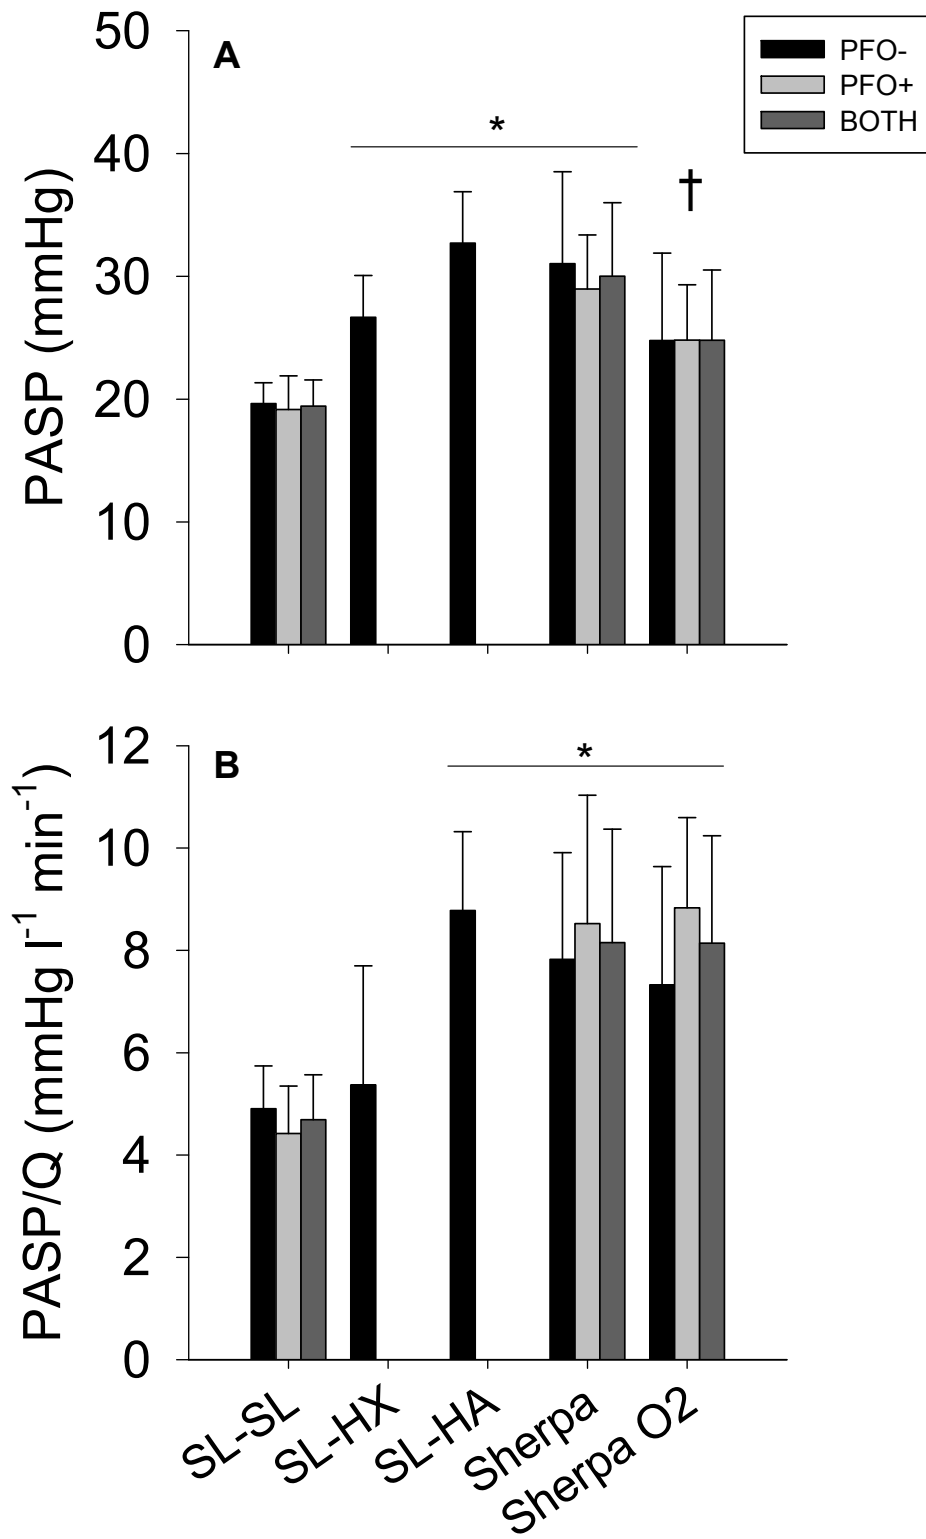 50
A
PFO-
PFO+
BOTH
*
40
†
PASP (mmHg)
30
20
10
0
12
B
*
10
PASP/Q (mmHg l-1 min-1)
8
6
4
2
0
SL-SL
SL-HX
SL-HA
Sherpa
Sherpa O2